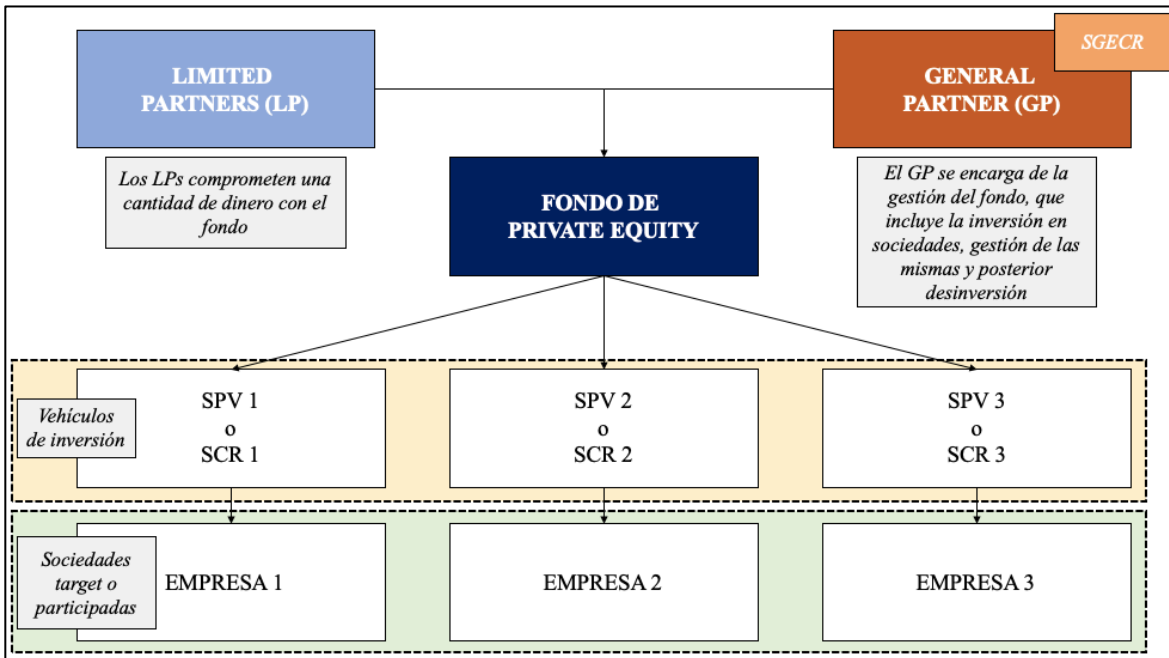 SGECR
LIMITED
PARTNERS (LP)
GENERAL
PARTNER (GP)
Los LPs comprometen una
cantidad de dinero con el
fondo
FONDO DE
PRIVATE EQUITY
El GP se encarga de la
gestión del fondo, que
incluye la inversión en
sociedades, gestión de las
mismas y posterior
desinversión
Vehículos
de inversión
SPV 1
o
SCR 1
SPV 2
o
SCR 2
SPV 3
o
SCR 3
Sociedades
target o
participadas
EMPRESA 1
EMPRESA 2
EMPRESA 3